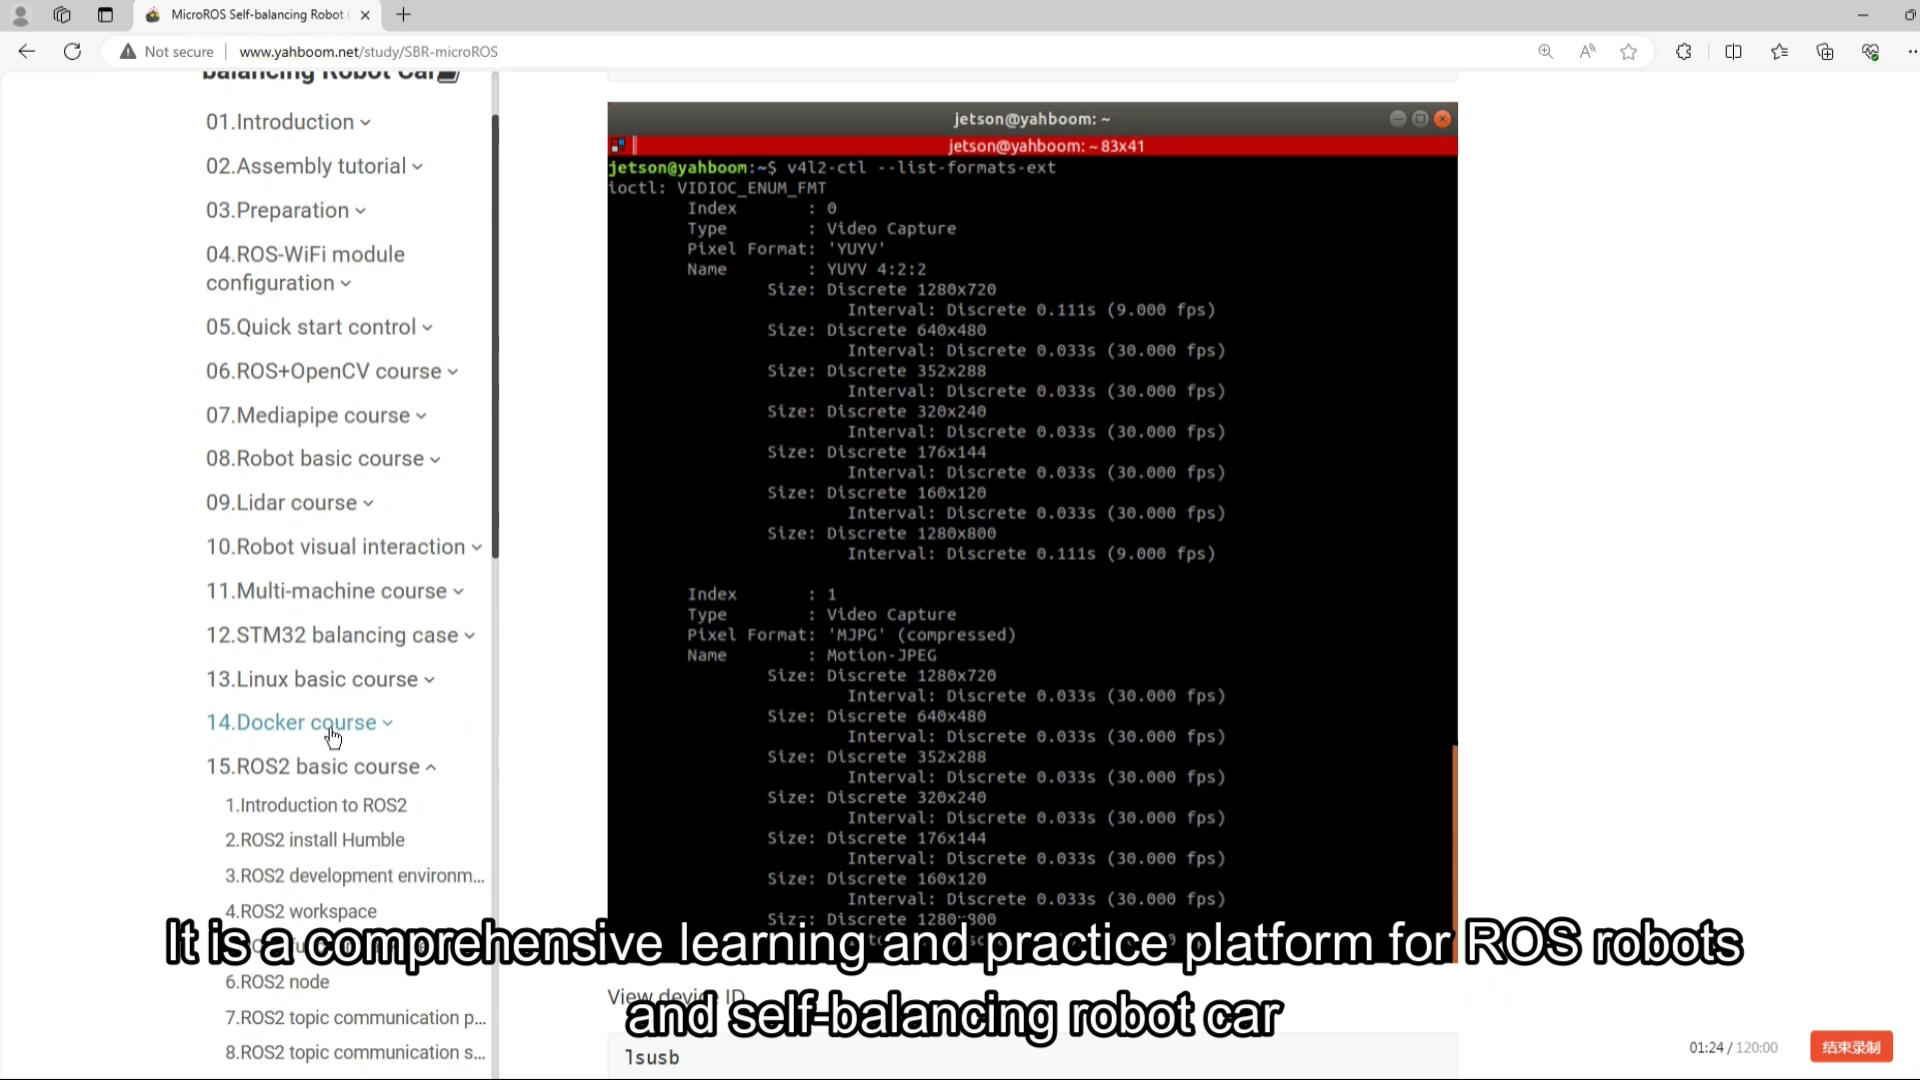 MicroROS Self-balancing Robot
Not secure
www.yahboom.net/study/SBR-microROS
balancing Robot Car
01.Introduction
02.Assembly tutorial
03.Preparation
04.ROS-WiFi module
configuration
05.Quick start control
06.ROS+OpenCV course
07.Mediapipe course
08.Robot basic course
09.Lidar course
10.Robot visual interaction
11.Multi-machine course
12.STM32 balancing case
13.Linux basic course
14.Docker course
15.ROS2 basic course
1.Introduction to ROS2
2.ROS2 install Humble
3.ROS2 development environm...
4.ROS2 workspace
6.ROS2 node
7.ROS2 topic communication p...
8.ROS2 topic communication s...
jetson@yahboom: ~
jetson@yahboom: ~ 83x41
jetson@yahboom:~$ v4l2-ctl --list-formats-ext
ioctl: VIDIOC_ENUM_FMT
Index : 0
Type : Video Capture
Pixel Format: 'YUYV'
Name : YUYV 4:2:2
Size: Discrete 1280x720
Interval: Discrete 0.111s (9.000 fps)
Size: Discrete 640x480
Interval: Discrete 0.033s (30.000 fps)
Size: Discrete 352x288
Interval: Discrete 0.033s (30.000 fps)
Size: Discrete 320x240
Interval: Discrete 0.033s (30.000 fps)
Size: Discrete 176x144
Interval: Discrete 0.033s (30.000 fps)
Size: Discrete 160x120
Interval: Discrete 0.033s (30.000 fps)
Size: Discrete 1280x800
Interval: Discrete 0.111s (9.000 fps)
Index : 1
Type : Video Capture
Pixel Format: 'MJPG' (compressed)
Name : Motion-JPEG
Size: Discrete 1280x720
Interval: Discrete 0.033s (30.000 fps)
Size: Discrete 640x480
Interval: Discrete 0.033s (30.000 fps)
Size: Discrete 352x288
Interval: Discrete 0.033s (30.000 fps)
Size: Discrete 320x240
Interval: Discrete 0.033s (30.000 fps)
Size: Discrete 176x144
Interval: Discrete 0.033s (30.000 fps)
Size: Discrete 160x120
Interval: Discrete 0.033s (30.000 fps)
Size: Discrete 1280x800
It is a comprehensive learning and practice platform for ROS robots
and self-balancing robot car
View device ID
lsusb
01:24 / 120:00
结束录制